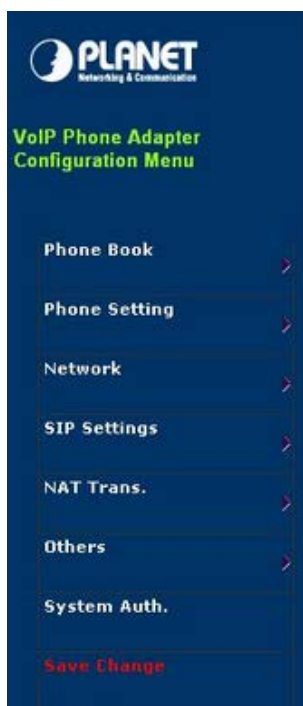 PLANET
Networking & Communication
VoIP Phone Adapter
Configuration Menu
Phone Book
Phone Setting
Network
SIP Settings
NAT Trans.
Others
System Auth.
Save Change